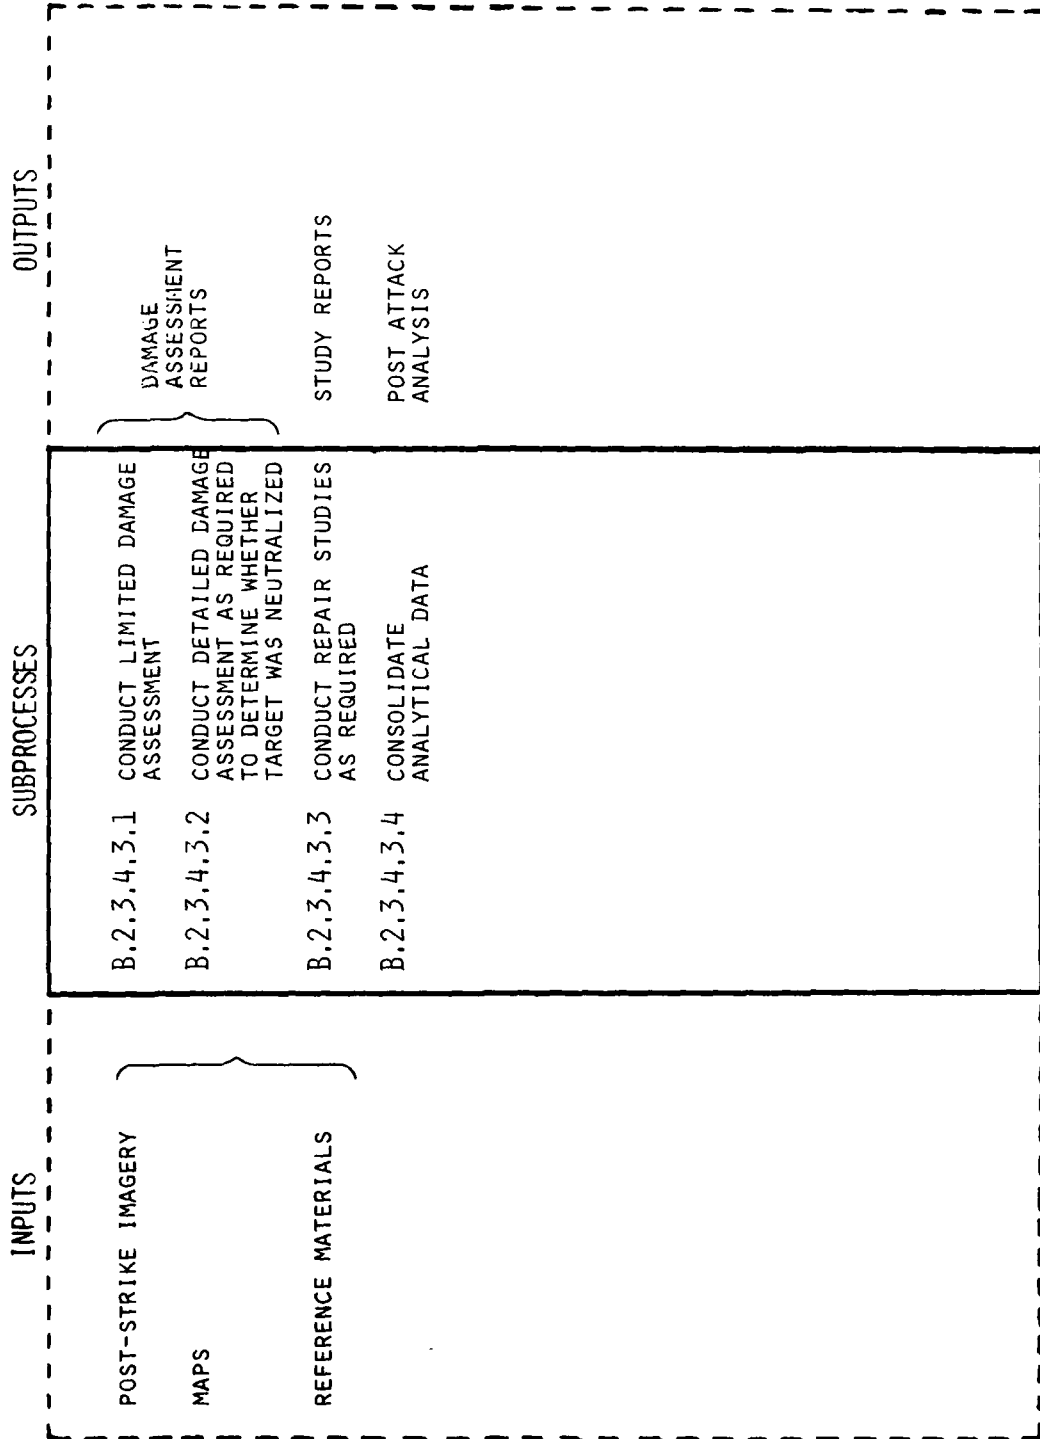 INPUTS
SUBPROCESSES
OUTPUTS
POST-STRIKE IMAGERY
MAPS
REFERENCE MATERIALS
B.2.3.4.3.1 CONDUCT LIMITED DAMAGE
ASSESSMENT
B.2.3.4.3.2 CONDUCT DETAILED DAMAGE
ASSESSMENT AS REQUIRED
TO DETERMINE WHETHER
TARGET WAS NEUTRALIZED
B.2.3.4.3.3 CONDUCT REPAIR STUDIES
AS REQUIRED
B.2.3.4.3.4 CONSOLIDATE
ANALYTICAL DATA
DAMAGE
ASSESSMENT
REPORTS
STUDY REPORTS
POST ATTACK
ANALYSIS